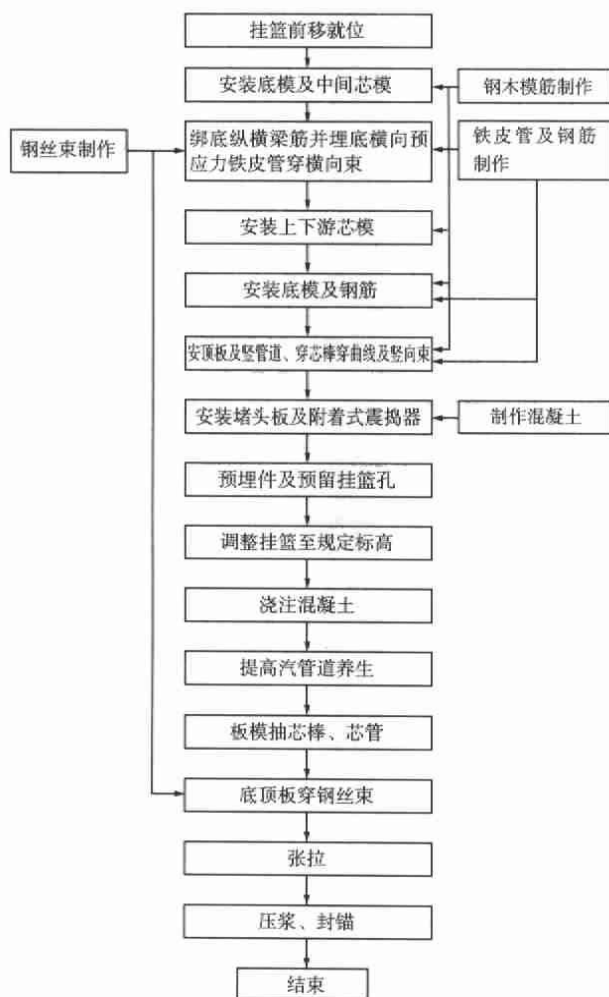 挂篮前移就位
安装底模及中间芯模
钢木模筋制作
钢丝束制作
绑底纵横梁筋并埋底横向预
应力铁皮管穿横向束
铁皮管及钢筋
制作
安装上下游芯模
安装底模及钢筋
安顶板及竖管道、穿芯棒穿曲线及竖向束
安装堵头板及附着式震捣器
制作混凝土
预埋件及预留挂篮孔
调整挂篮至规定标高
浇注混凝土
提高汽管道养生
板模抽芯棒、芯管
底顶板穿钢丝束
张拉
压浆、封锚
结束